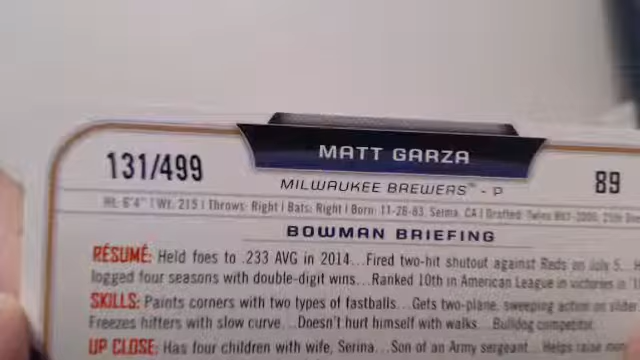 131/499
MATT GARZA
89
MILWAUKEE BREWERS™ - P
Ht. 6'4" | Wt. 215 | Throws: Right | Bats: Right | Born: 11-26-83, Selma, CA | Drafted: Twins
BOWMAN BRIEFING
RÉSUMÉ: Held foes to .233 AVG in 2014...Fired two-hit shutout against Reds on July 5...
logged four seasons with double-digit wins...Ranked 10th in American League in victories in
SKILLS: Paints corners with two types of fastballs...Gets two-plane, sweeping action on slider
Freezes hitters with slow curve...Doesn't hurt himself with walks...Bulldog competitor.
UP CLOSE: Has four children with wife, Serina...Son of an Army sergeant...Helps raise